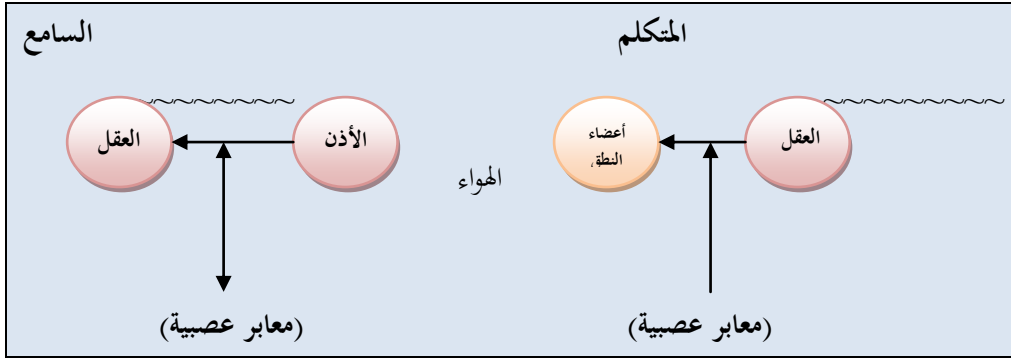 المتكلم
السامع
العقل
أعضاء
النطق
الهواء
الأذن
العقل
(معابر عصبية)
(معابر عصبية)